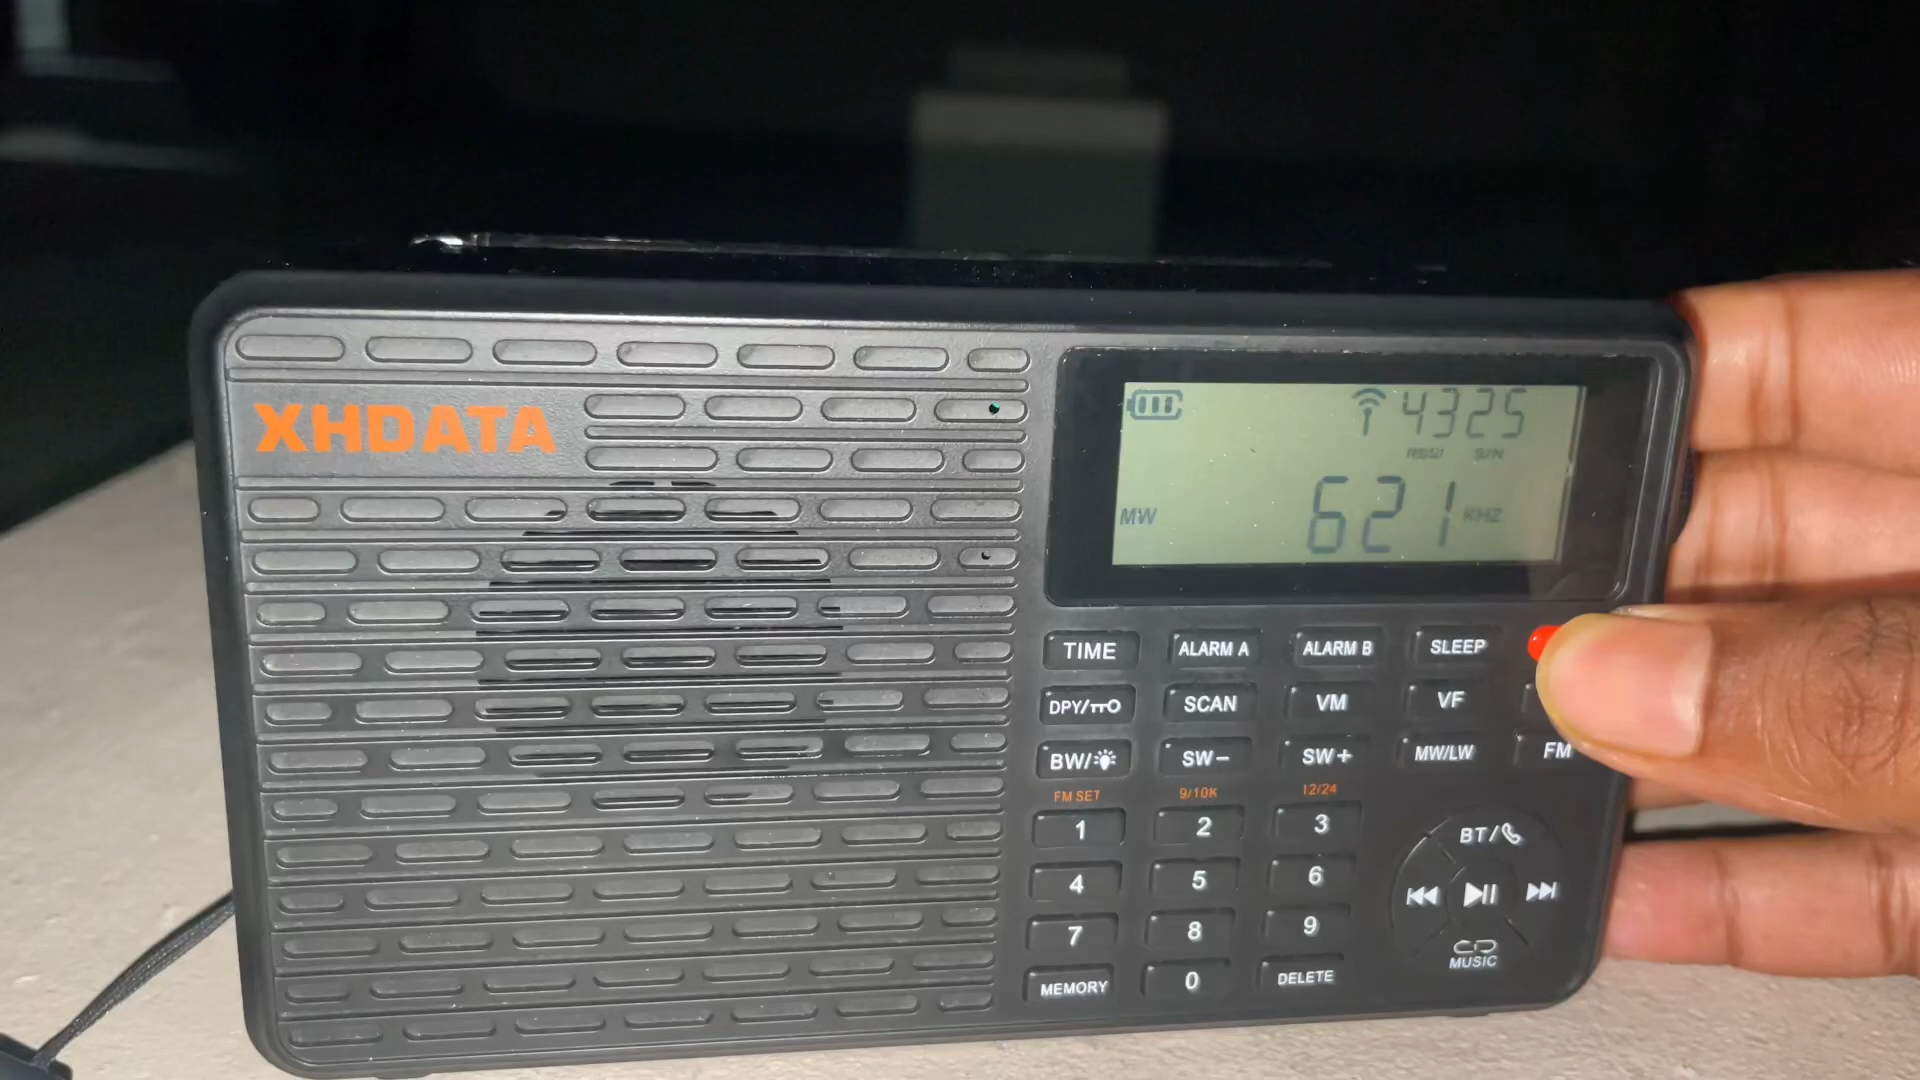 XHDATA
4325
RSSI S/N
MW 621 KHZ
TIME ALARM A ALARM B SLEEP
DPY/ SCAN VM VF
BW/ SW- SW+ MW/LW FM
FM SET 9/10K 12/24
1 2 3
BT/
4 5 6
7 8 9
MUSIC
MEMORY 0 DELETE